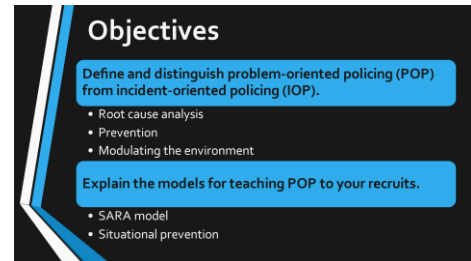 Objectives
Define and distinguish problem-oriented policing (POP)
from incident-oriented policing (IOP).
• Root cause analysis
• Prevention
• Modulating the environment
Explain the models for teaching POP to your recruits.
• SARA model
• Situational prevention